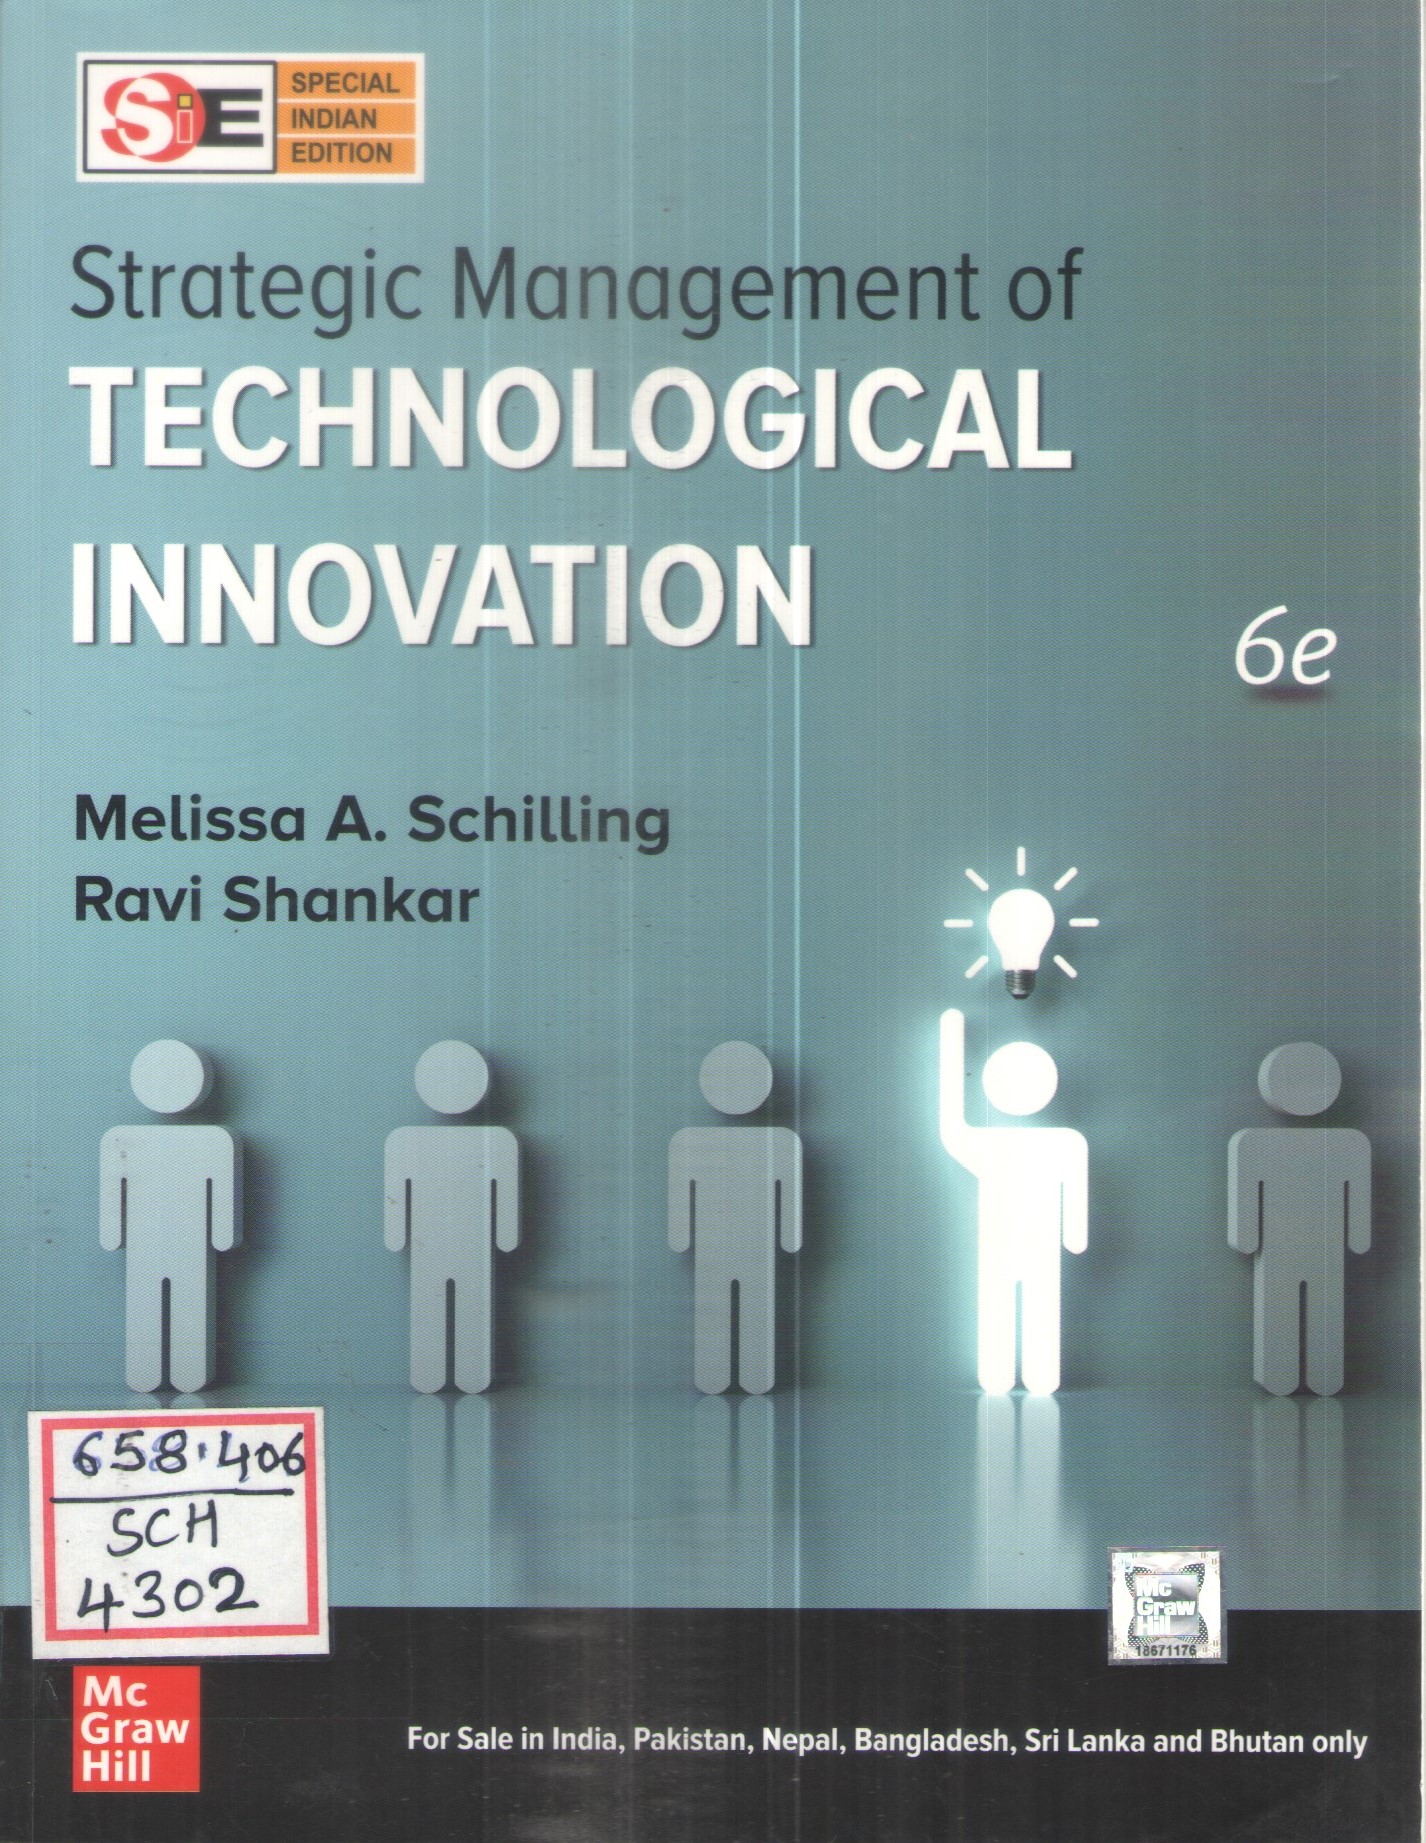 SiE
SPECIAL
INDIAN
EDITION
Strategic Management of
TECHNOLOGICAL
INNOVATION
6e
Melissa A. Schilling
Ravi Shankar
658.406
SCH
4302
Mc
Graw
Hill
18671176
Mc
Graw
Hill
For Sale in India, Pakistan, Nepal, Bangladesh, Sri Lanka and Bhutan only